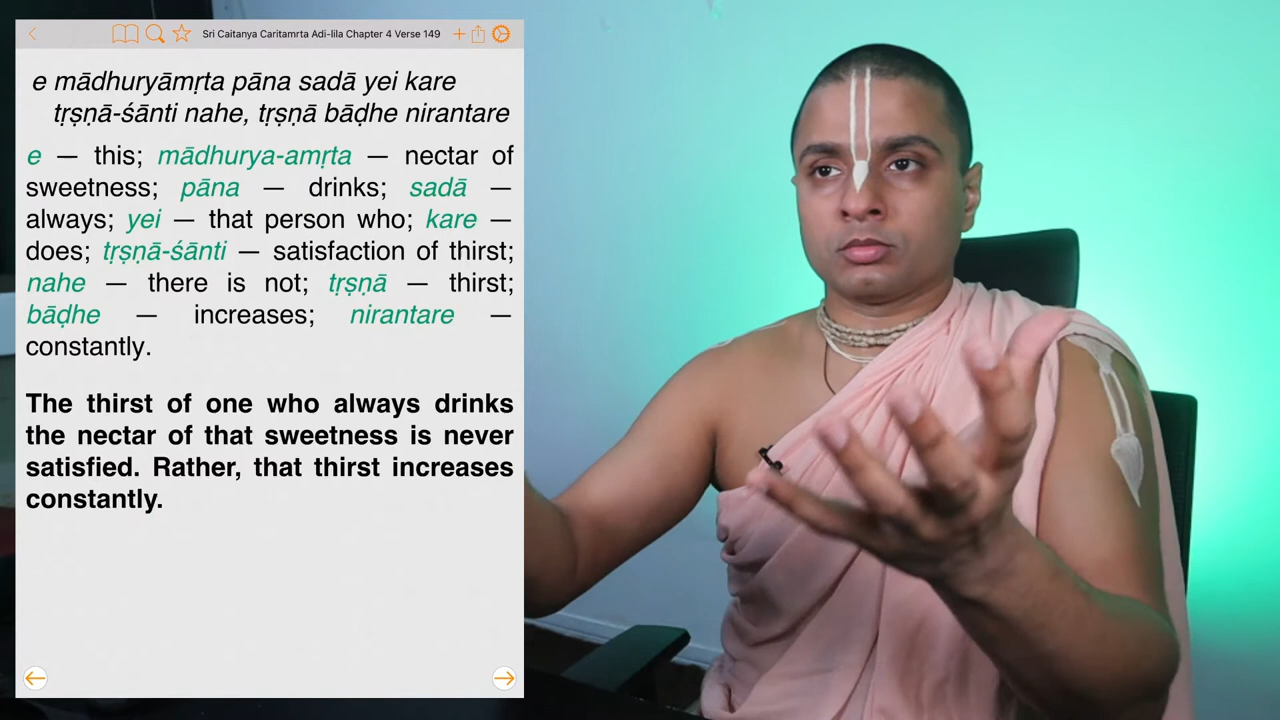 Sri Caitanya Caritamrta Adi-lila Chapter 4 Verse 149
e mādhuryāmṛta pāna sadā yei kare
tṛṣṇā-śānti nahe, tṛṣṇā bāḍhe nirantare
e — this; mādhurya-amṛta — nectar of
sweetness; pāna — drinks; sadā —
always; yei — that person who; kare —
does; tṛṣṇā-śānti — satisfaction of thirst;
nahe — there is not; tṛṣṇā — thirst;
bāḍhe — increases; nirantare —
constantly.
The thirst of one who always drinks
the nectar of that sweetness is never
satisfied. Rather, that thirst increases
constantly.